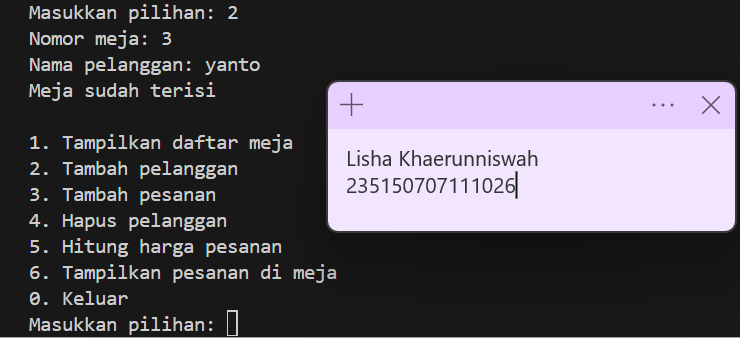 Masukkan pilihan: 2
Nomor meja: 3
Nama pelanggan: yanto
Meja sudah terisi
1. Tampilkan daftar meja
2. Tambah pelanggan
3. Tambah pesanan
4. Hapus pelanggan
5. Hitung harga pesanan
6. Tampilkan pesanan di meja
0. Keluar
Masukkan pilihan:
Lisha Khaerunniswah
235150707111026